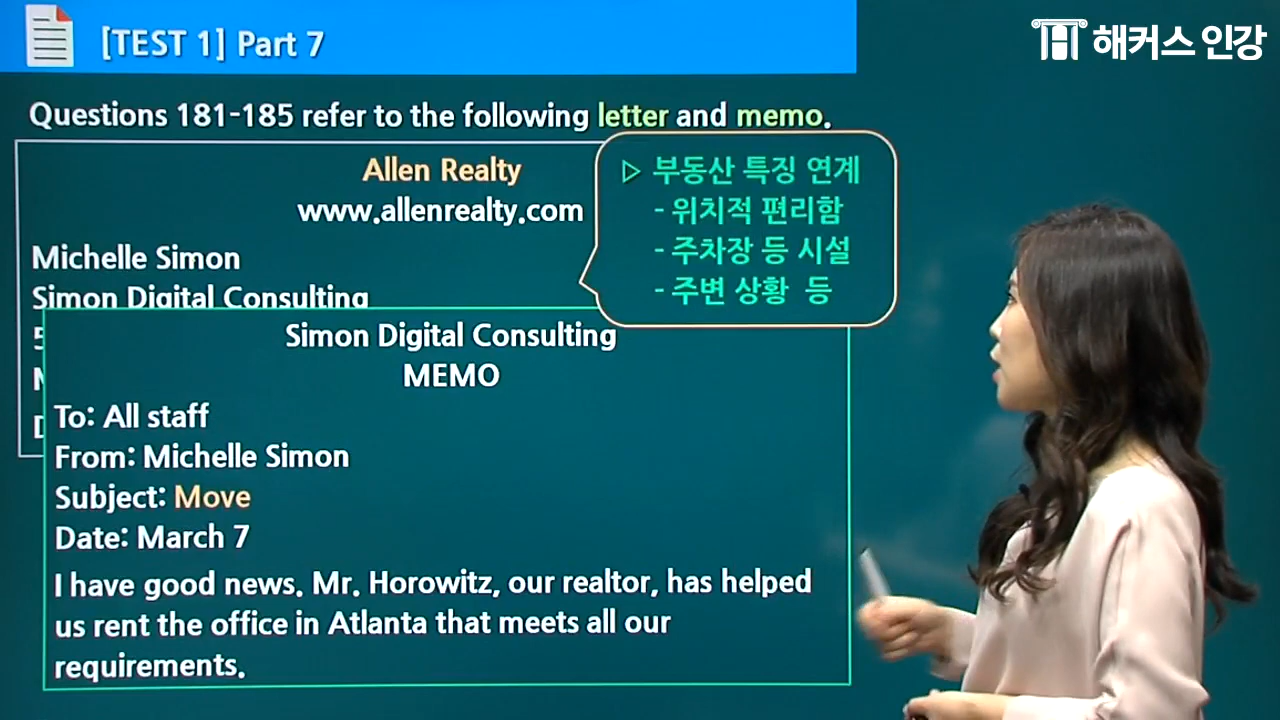 [TEST 1] Part 7
해커스 인강
Questions 181-185 refer to the following letter and memo.
Allen Realty
www.allenrealty.com
Michelle Simon
Simon Digital Consulting
5
▷ 부동산 특징 연계
- 위치적 편리함
- 주차장 등 시설
- 주변 상황 등
Simon Digital Consulting
MEMO
To: All staff
From: Michelle Simon
Subject: Move
Date: March 7
I have good news. Mr. Horowitz, our realtor, has helped
us rent the office in Atlanta that meets all our
requirements.